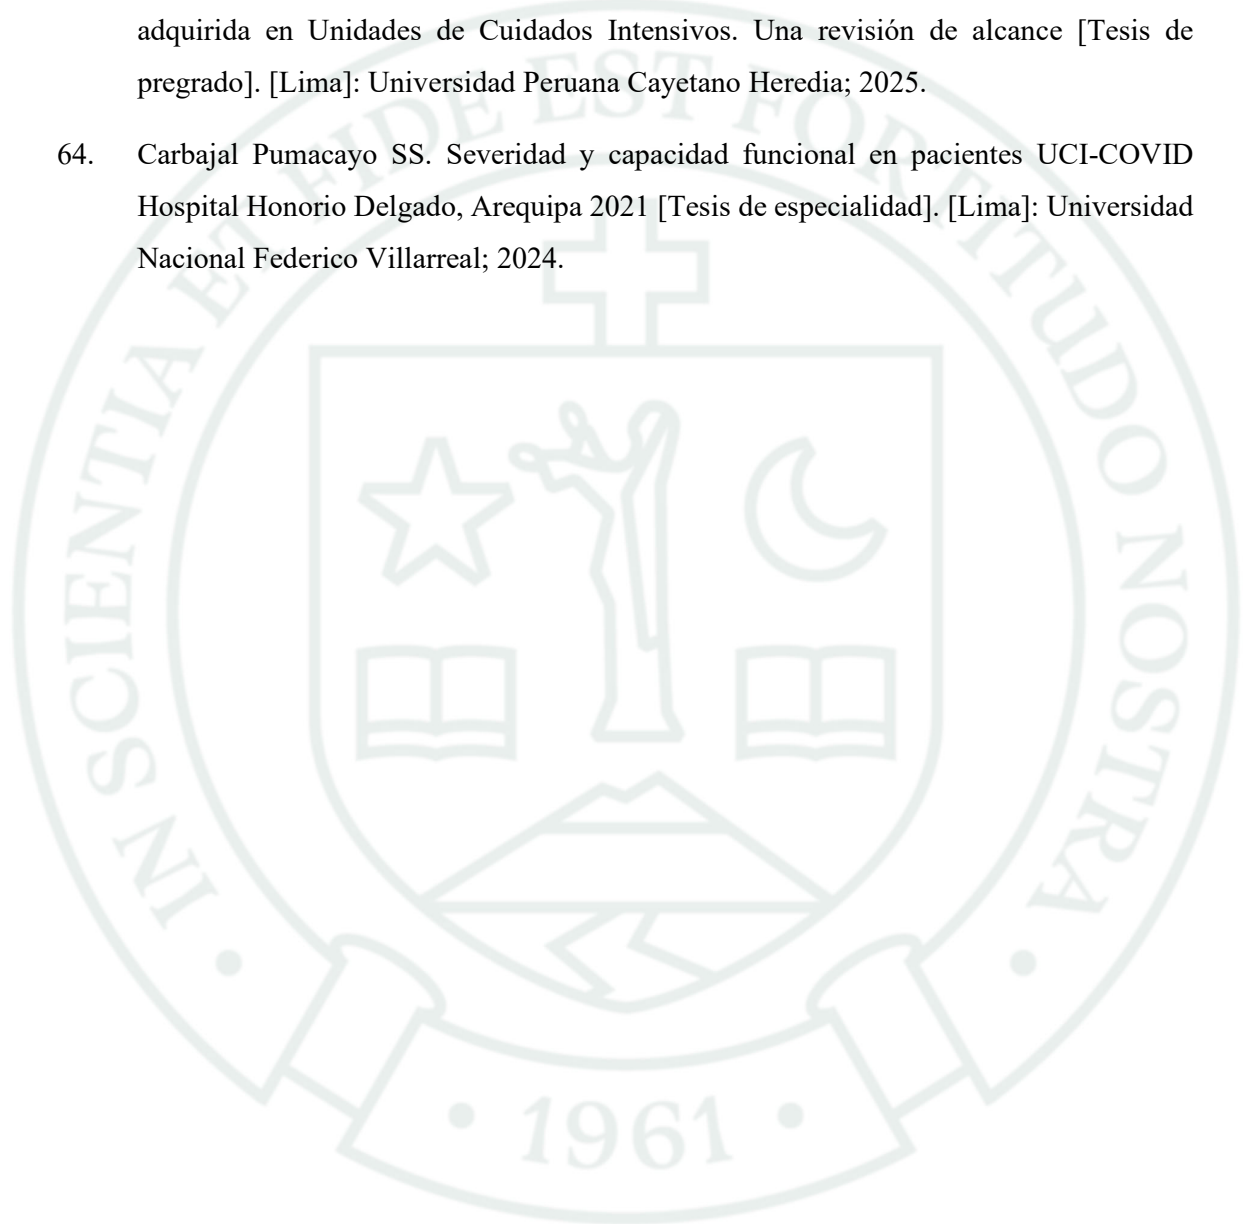 adquirida en Unidades de Cuidados Intensivos. Una revisión de alcance [Tesis de
pregrado]. [Lima]: Universidad Peruana Cayetano Heredia; 2025.
64. Carbajal Pumacayo SS. Severidad y capacidad funcional en pacientes UCI-COVID
Hospital Honorio Delgado, Arequipa 2021 [Tesis de especialidad]. [Lima]: Universidad
Nacional Federico Villarreal; 2024.
IN SCIENTIA ET FIDE EST FORTITUDO NOSTRA
• 1961 •